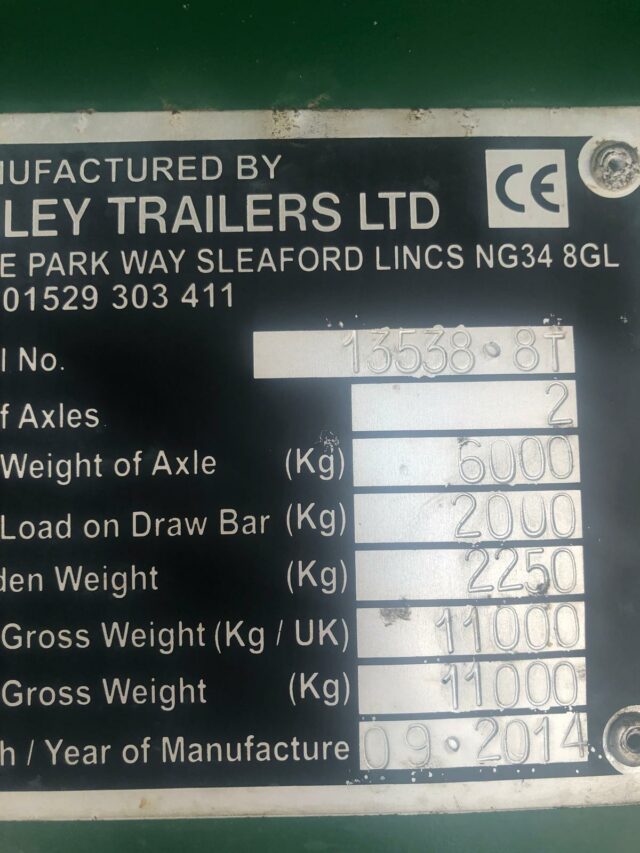 NUFACTURED BY
LEY TRAILERS LTD
CE
E PARK WAY SLEAFORD LINCS NG34 8GL
01529 303 411
l No. 13538·8T
f Axles 2
Weight of Axle (Kg) 6000
Load on Draw Bar (Kg) 2000
den Weight (Kg) 2250
Gross Weight (Kg / UK) 11000
Gross Weight (Kg) 11000
h / Year of Manufacture 09·2014